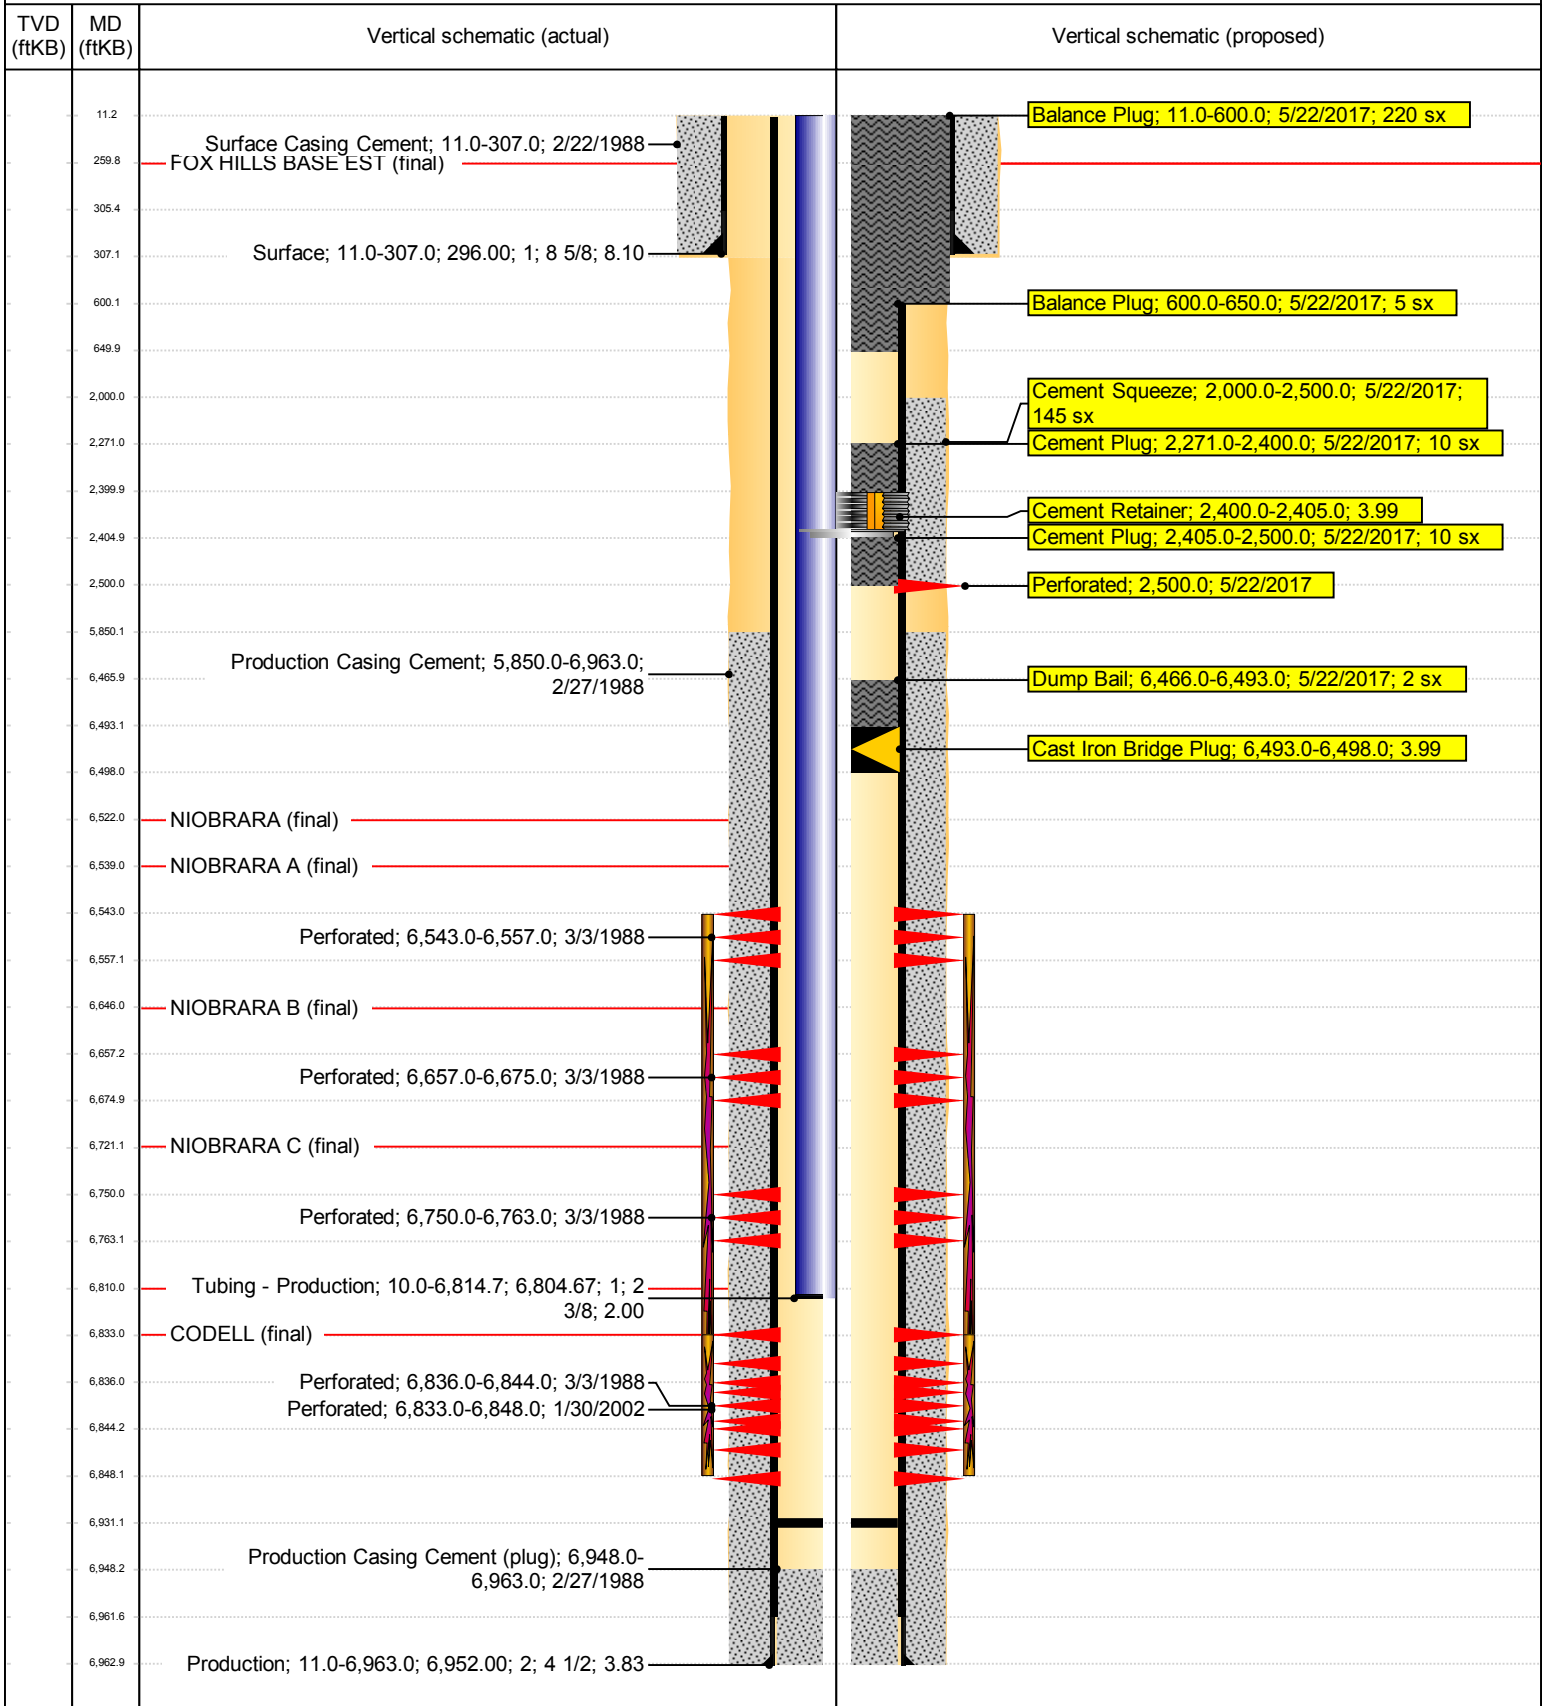 TVD (ftKB)
MD (ftKB)
Vertical schematic (actual)
Vertical schematic (proposed)
11.2
Balance Plug; 11.0-600.0; 5/22/2017; 220 sx
Surface Casing Cement; 11.0-307.0; 2/22/1988
259.8
FOX HILLS BASE EST (final)
305.4
307.1
Surface; 11.0-307.0; 296.00; 1; 8 5/8; 8.10
600.1
Balance Plug; 600.0-650.0; 5/22/2017; 5 sx
649.9
2,000.0
Cement Squeeze; 2,000.0-2,500.0; 5/22/2017;
145 sx
2,271.0
Cement Plug; 2,271.0-2,400.0; 5/22/2017; 10 sx
2,399.9
Cement Retainer; 2,400.0-2,405.0; 3.99
2,404.9
Cement Plug; 2,405.0-2,500.0; 5/22/2017; 10 sx
2,500.0
Perforated; 2,500.0; 5/22/2017
5,850.1
Production Casing Cement; 5,850.0-6,963.0;
2/27/1988
6,465.9
Dump Bail; 6,466.0-6,493.0; 5/22/2017; 2 sx
6,493.1
Cast Iron Bridge Plug; 6,493.0-6,498.0; 3.99
6,498.0
6,522.0
NIOBRARA (final)
6,539.0
NIOBRARA A (final)
6,543.0
Perforated; 6,543.0-6,557.0; 3/3/1988
6,557.1
6,646.0
NIOBRARA B (final)
6,657.2
Perforated; 6,657.0-6,675.0; 3/3/1988
6,674.9
6,721.1
NIOBRARA C (final)
6,750.0
Perforated; 6,750.0-6,763.0; 3/3/1988
6,763.1
6,810.0
Tubing - Production; 10.0-6,814.7; 6,804.67; 1; 2
3/8; 2.00
6,833.0
CODELL (final)
6,836.0
Perforated; 6,836.0-6,844.0; 3/3/1988
Perforated; 6,833.0-6,848.0; 1/30/2002
6,844.2
6,848.1
6,931.1
Production Casing Cement (plug); 6,948.0-
6,963.0; 2/27/1988
6,948.2
6,961.6
6,962.9
Production; 11.0-6,963.0; 6,952.00; 2; 4 1/2; 3.83